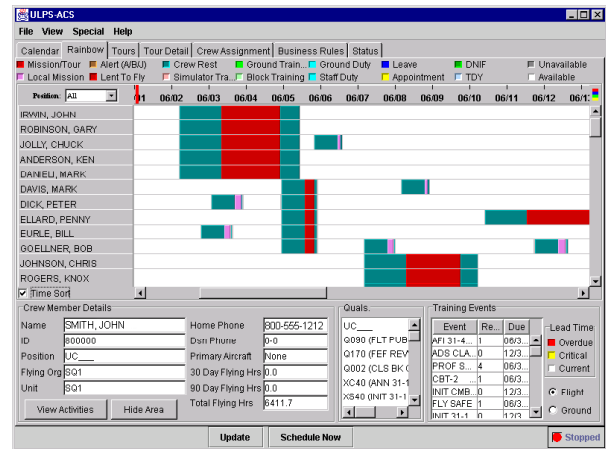 ULPS-ACS
File View Special Help
Calendar Rainbow Tours Tour Detail Crew Assignment Business Rules Status
Mission/Tour Alert (A/BU) Crew Rest Ground Train... Ground Duty Leave DNIF Unavailable
Local Mission Lent To Fly Simulator Tra... Block Training Staff Duty Appointment TDY Available
Position: All 01 06/02 06/03 06/04 06/05 06/06 06/07 06/08 06/09 06/10 06/11 06/12 06/1
IRWIN, JOHN
ROBINSON, GARY
JOLLY, CHUCK
ANDERSON, KEN
DANIELI, MARK
DAVIS, MARK
DICK, PETER
ELLARD, PENNY
EURLE, BILL
GOELLNER, BOB
JOHNSON, CHRIS
ROGERS, KNOX
Time Sort
Crew Member Details Quals. Training Events
Name SMITH, JOHN Home Phone 800-555-1212 UC___ Event Re... Due Lead Time
ID 800000 Dsn Phone 0-0 Q090 (FLT PUB AFI 31-4... 1 06/3... Overdue
Position UC___ Primary Aircraft None Q170 (FEF REV ADS CLA... 0 12/3... Critical
Flying Org SQ1 30 Day Flying Hrs 0.0 Q002 (CLS BK PROF S... 4 06/3... Current
Unit SQ1 90 Day Flying Hrs 0.0 XC40 (ANN 31-1 CBT-2 1 06/3...
Total Flying Hrs 6411.7 XS40 (INIT 31-1 INIT CMB... 0 12/3... Flight
View Activities Hide Area FLY SAFE 1 06/3... Ground
INIT 31-1 0 12/3
Update Schedule Now Stopped